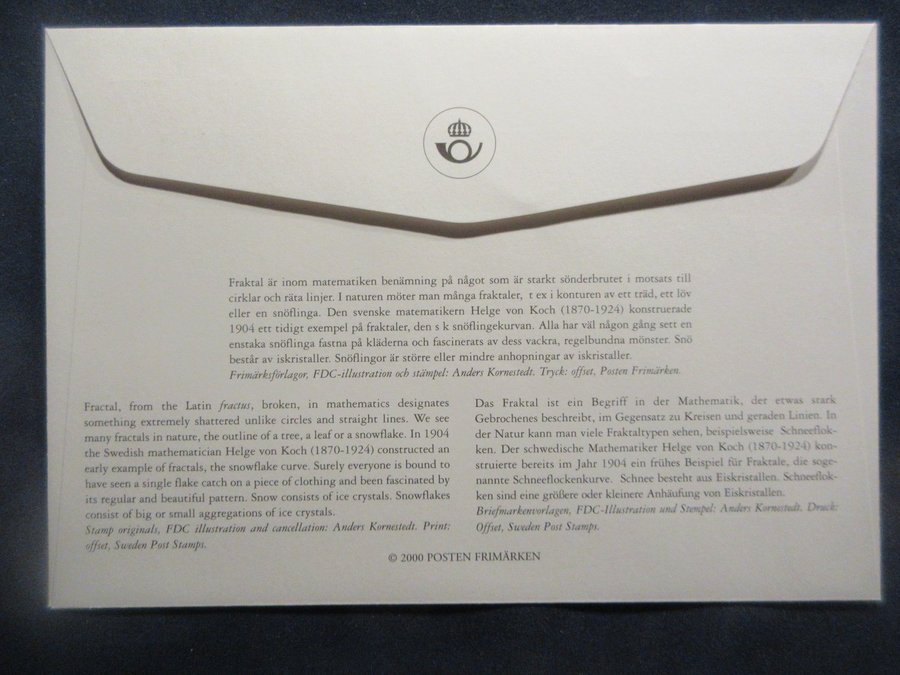 Fraktal är inom matematiken benämning på något som är starkt sönderbrutet i motsats till
cirklar och räta linjer. I naturen möter man många fraktaler, t ex i konturen av ett träd, ett löv
eller en snöflinga. Den svenske matematikern Helge von Koch (1870-1924) konstruerade
1904 ett tidigt exempel på fraktaler, den s k snöflingekurvan. Alla har väl någon gång sett en
enstaka snöflinga fastna på kläderna och fascinerats av dess vackra, regelbundna mönster. Snö
består av iskristaller. Snöflingor är större eller mindre anhopningar av iskristaller.
Frimärksförlagor, FDC-illustration och stämpel: Anders Kornestedt. Tryck: offset, Posten Frimärken.
Fractal, from the Latin fractus, broken, in mathematics designates
something extremely shattered unlike circles and straight lines. We see
many fractals in nature, the outline of a tree, a leaf or a snowflake. In 1904
the Swedish mathematician Helge von Koch (1870-1924) constructed an
early example of fractals, the snowflake curve. Surely everyone is bound to
have seen a single flake catch on a piece of clothing and been fascinated by
its regular and beautiful pattern. Snow consists of ice crystals. Snowflakes
consist of big or small aggregations of ice crystals.
Stamp originals, FDC illustration and cancellation: Anders Kornestedt. Print:
offset, Sweden Post Stamps.
Das Fraktal ist ein Begriff in der Mathematik, der etwas stark
Gebrochenes beschreibt, im Gegensatz zu Kreisen und geraden Linien. In
der Natur kann man viele Fraktaltypen sehen, beispielsweise Schneeflok-
ken. Der schwedische Mathematiker Helge von Koch (1870-1924) kon-
struierte bereits im Jahr 1904 ein frühes Beispiel für Fraktale, die soge-
nannte Schneeflockenkurve. Schnee besteht aus Eiskristallen. Schneeflok-
ken sind eine größere oder kleinere Anhäufung von Eiskristallen.
Briefmarkenvorlagen, FDC-Illustration und Stempel: Anders Kornestedt. Druck:
Offset, Sweden Post Stamps.
© 2000 POSTEN FRIMÄRKEN